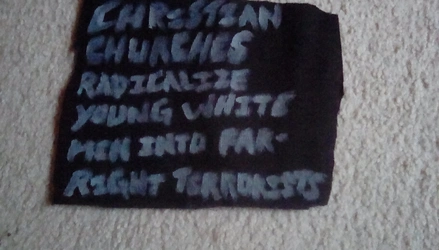 CHRISTIAN
CHURCHES
RADICALIZE
YOUNG WHITE
MEN INTO FAR-
RIGHT TERRORISTS